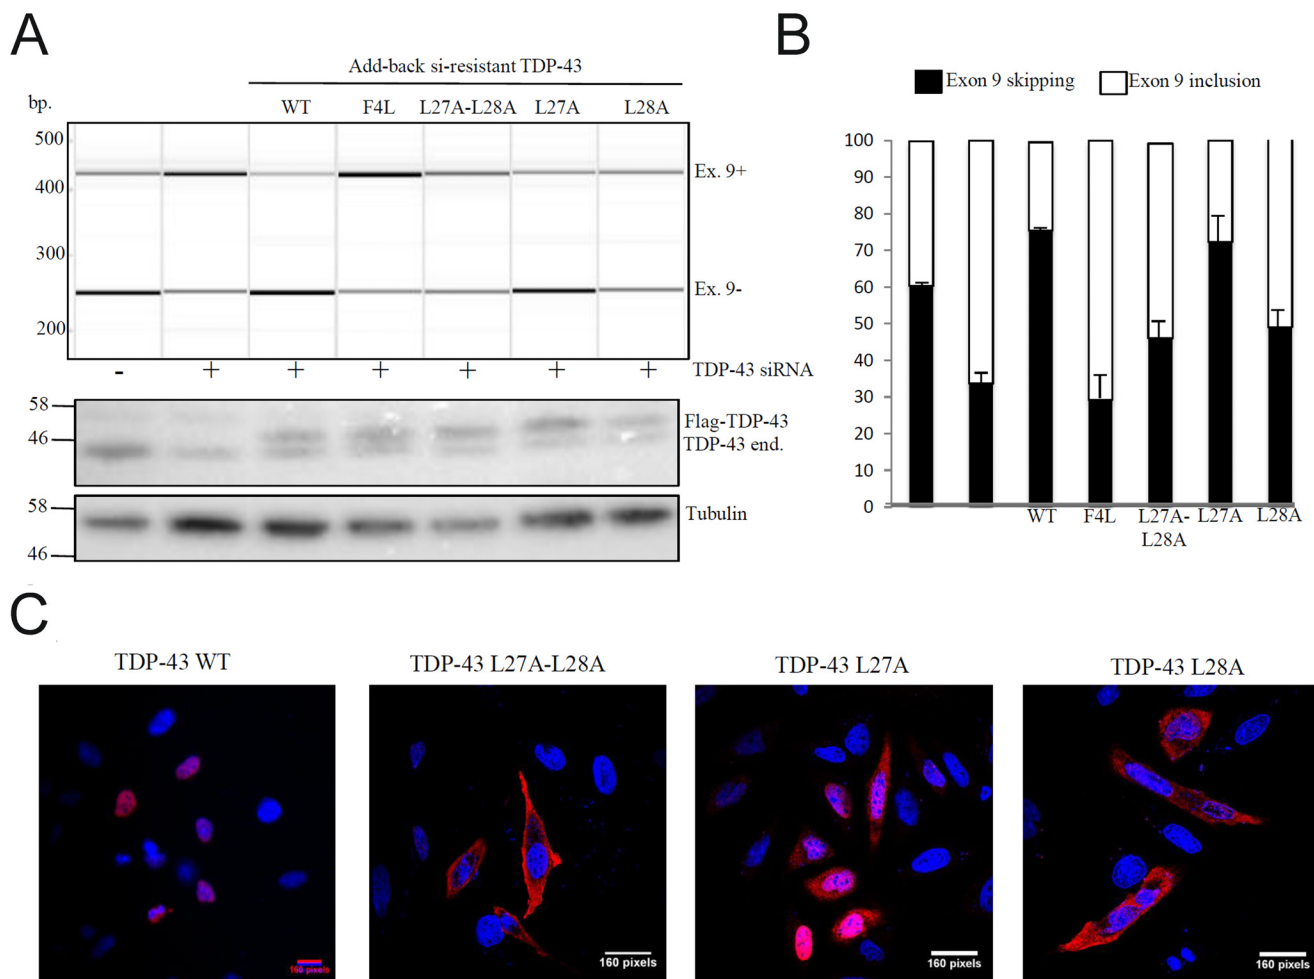 A
Add-back si-resistant TDP-43
bp.
WT F4L L27A-L28A L27A L28A
500
Ex. 9+
400
300
Ex. 9-
200
- + + + + + + TDP-43 siRNA
58
Flag-TDP-43
46
TDP-43 end.
58
Tubulin
46
B
Exon 9 skipping Exon 9 inclusion
100
90
80
70
60
50
40
30
20
10
0
WT F4L L27A- L27A L28A
L28A
C
TDP-43 WT TDP-43 L27A-L28A TDP-43 L27A TDP-43 L28A
160 pixels 160 pixels 160 pixels 160 pixels